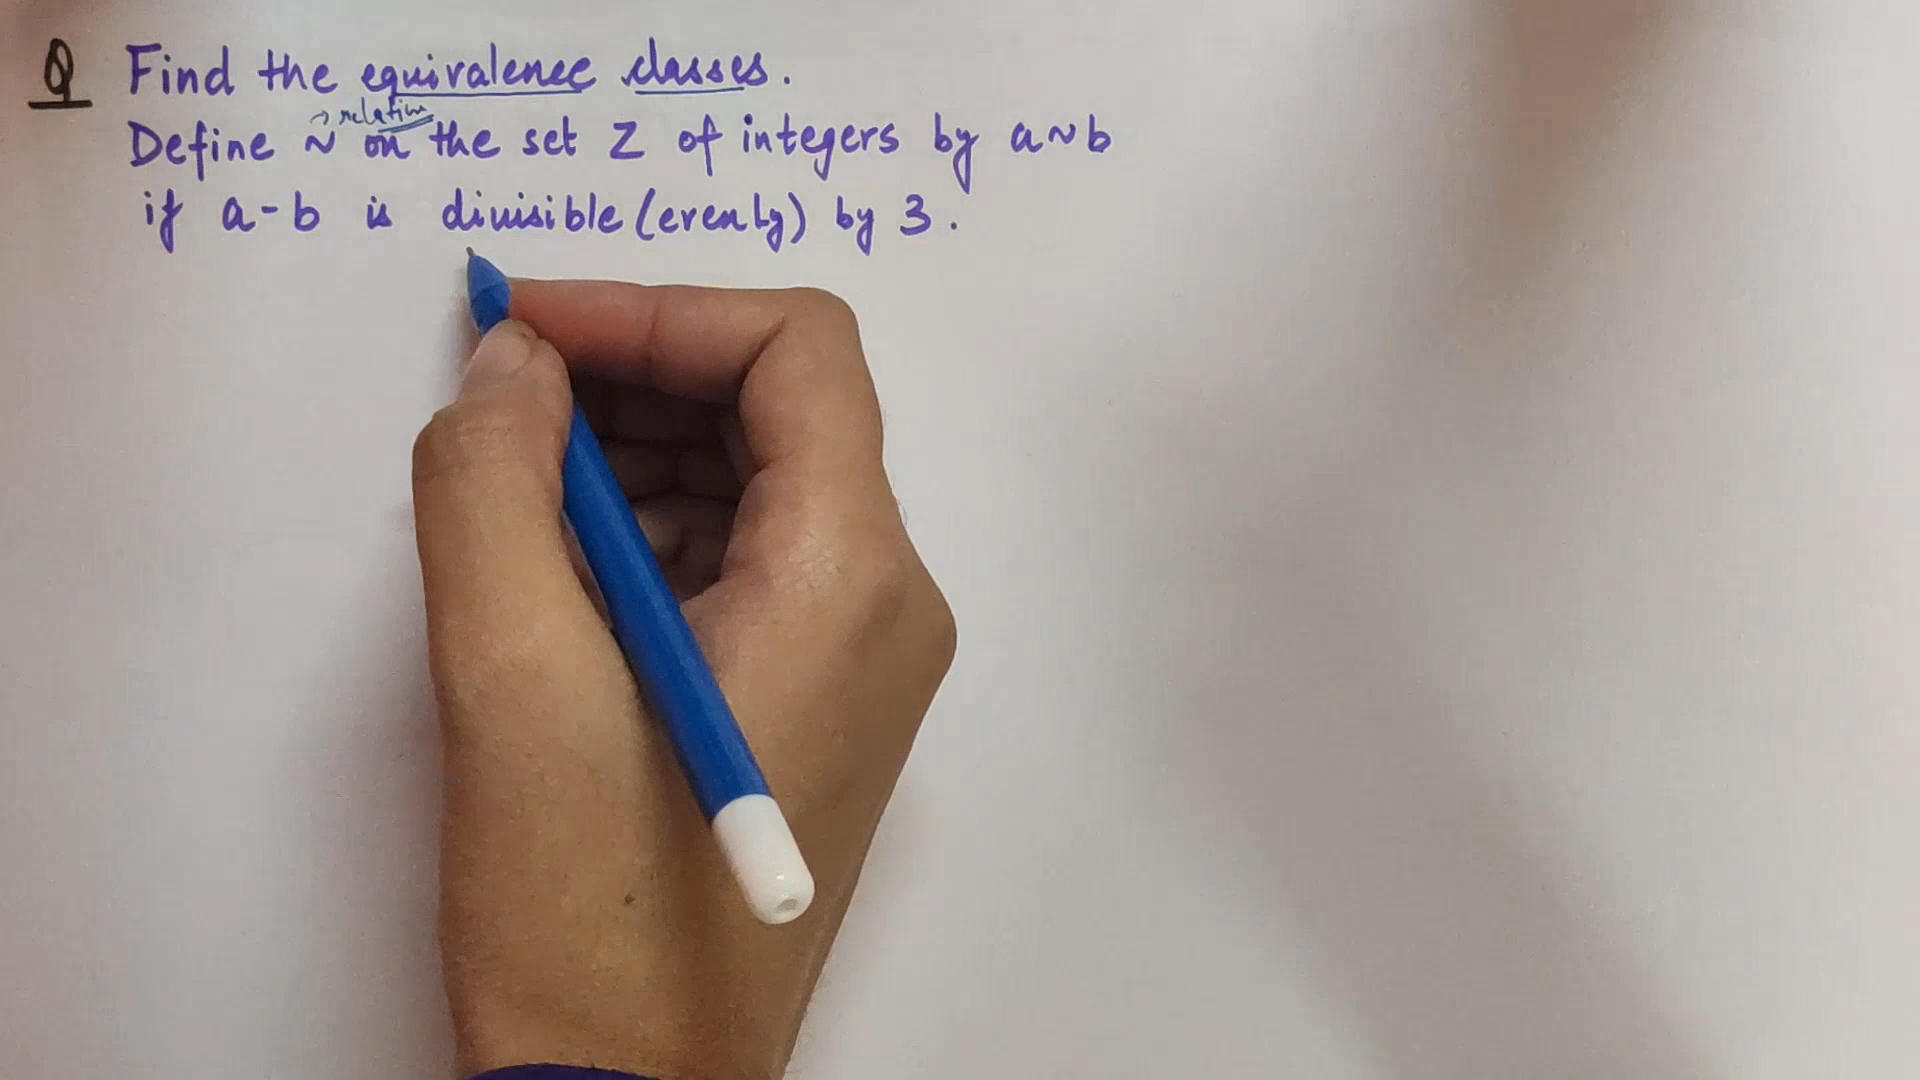 Q Find the equivalence classes.
→ relation
Define ~ on the set Z of integers by a~b
if a-b is divisible (evenly) by 3.